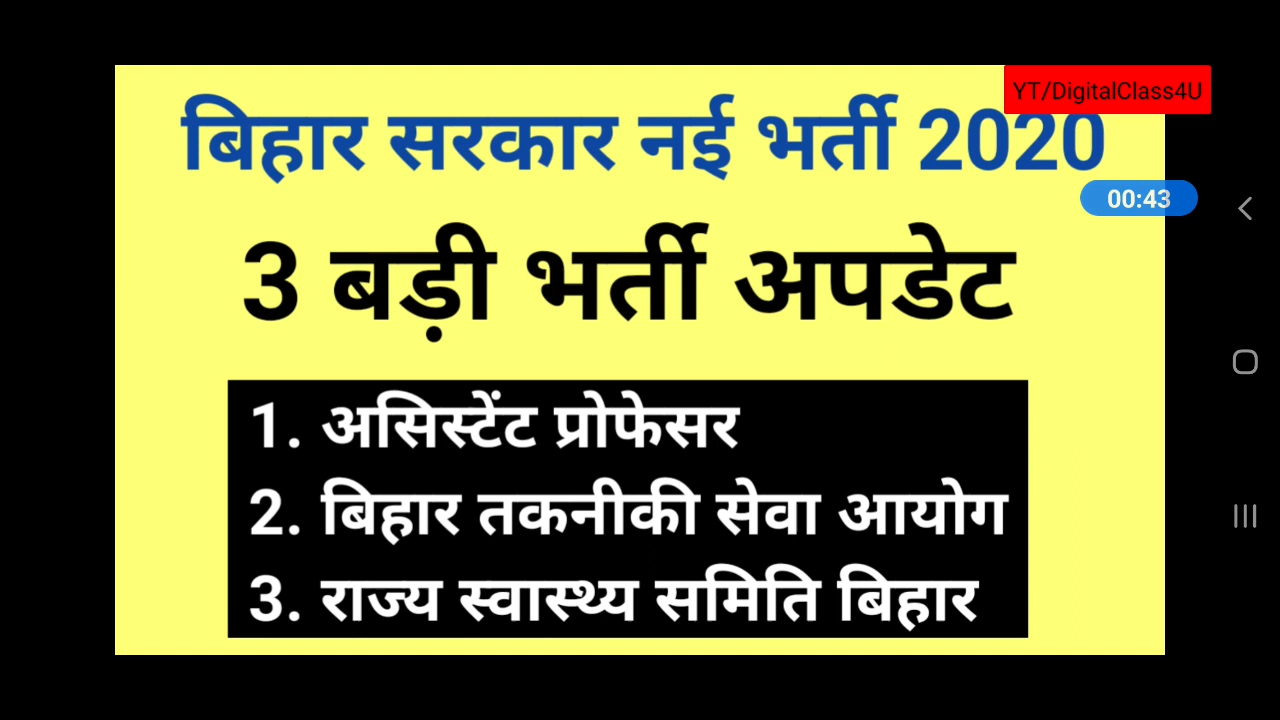 YT/DigitalClass4U
बिहार सरकार नई भर्ती 2020
00:43
3 बड़ी भर्ती अपडेट
1. असिस्टेंट प्रोफेसर
2. बिहार तकनीकी सेवा आयोग
3. राज्य स्वास्थ्य समिति बिहार